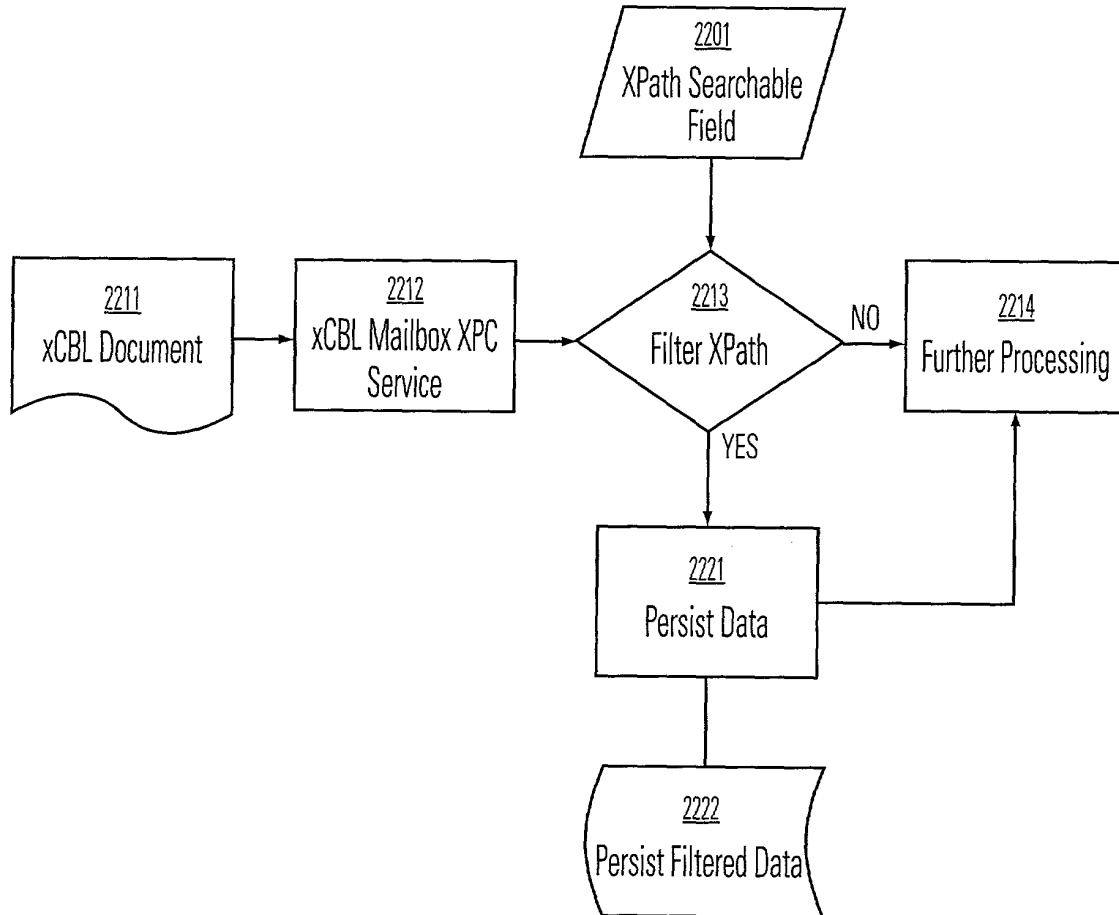 2201
XPath Searchable
Field
2211
xCBL Document
2212
xCBL Mailbox XPC
Service
2213
Filter XPath
NO
2214
Further Processing
YES
2221
Persist Data
2222
Persist Filtered Data